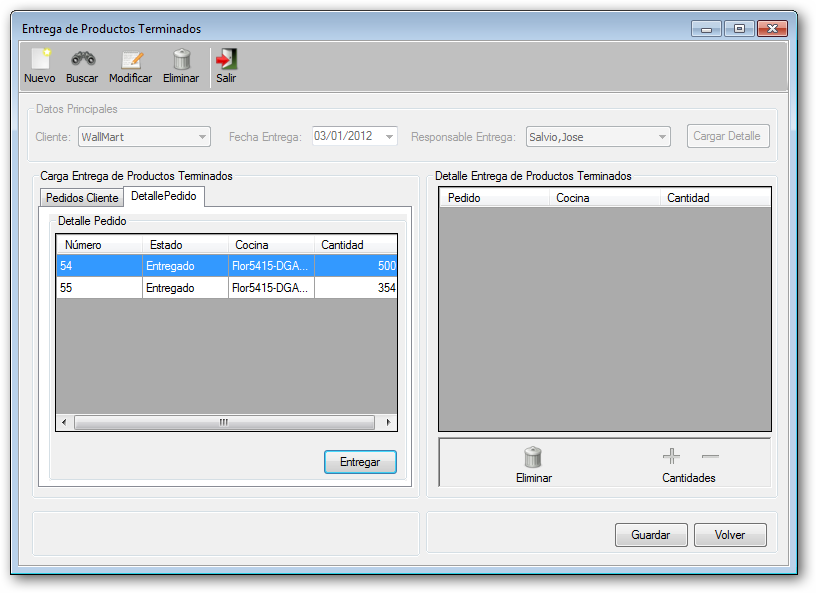 Entrega de Productos Terminados
Nuevo Buscar Modificar Eliminar Salir
Datos Principales
Cliente: WallMart Fecha Entrega: 03/01/2012 Responsable Entrega: Salvio,Jose Cargar Detalle
Carga Entrega de Productos Terminados
Pedidos Cliente DetallePedido
Detalle Pedido
Número Estado Cocina Cantidad
54 Entregado Flor5415-DGA... 500
55 Entregado Flor5415-DGA... 354
Entregar
Detalle Entrega de Productos Terminados
Pedido Cocina Cantidad
Eliminar Cantidades
Guardar Volver